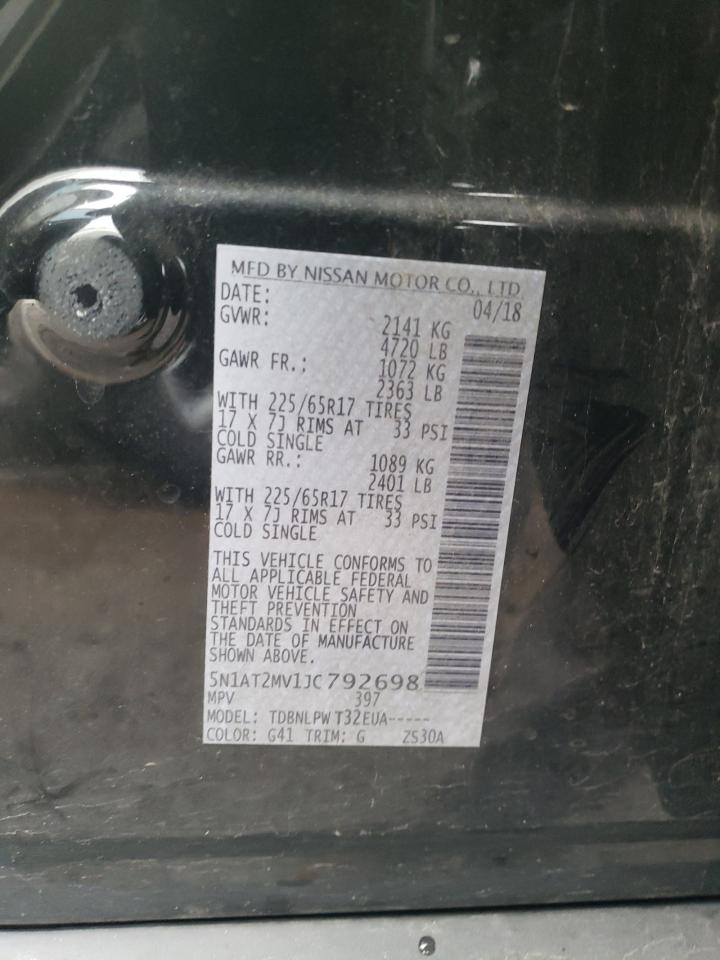 MFD BY NISSAN MOTOR CO., LTD.
DATE: 04/18
GVWR: 2141 KG
4720 LB
GAWR FR.: 1072 KG
2363 LB
WITH 225/65R17 TIRES
17 X 7J RIMS AT 33 PSI
COLD SINGLE
GAWR RR.: 1089 KG
2401 LB
WITH 225/65R17 TIRES
17 X 7J RIMS AT 33 PSI
COLD SINGLE
THIS VEHICLE CONFORMS TO
ALL APPLICABLE FEDERAL
MOTOR VEHICLE SAFETY AND
THEFT PREVENTION
STANDARDS IN EFFECT ON
THE DATE OF MANUFACTURE
SHOWN ABOVE.
5N1AT2MV1JC792698
MPV 397
MODEL: TDBNLPW T32EUA-----
COLOR: G41 TRIM: G ZS30A